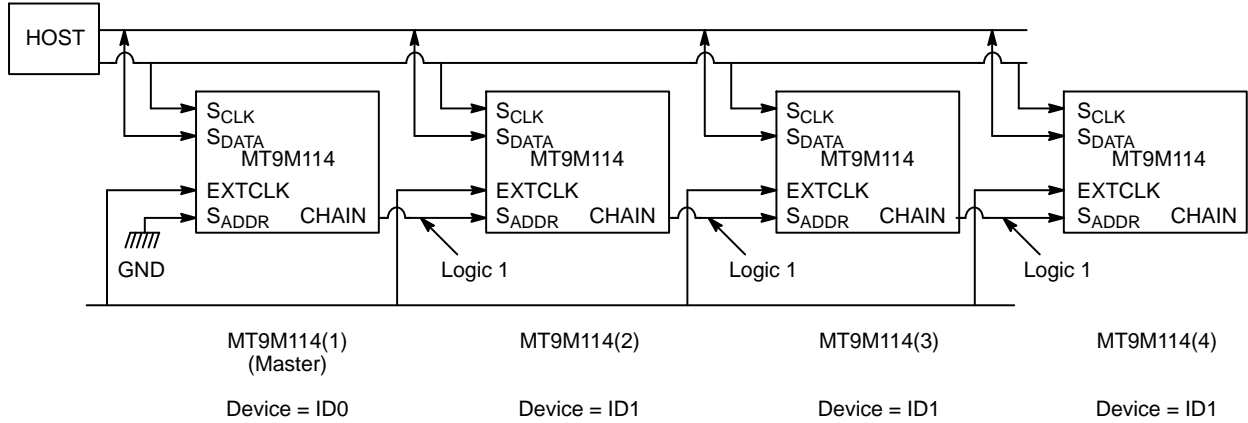 HOST
SCLK
SDATA
MT9M114
EXTCLK
SADDR CHAIN
SCLK
SDATA
MT9M114
EXTCLK
SADDR CHAIN
SCLK
SDATA
MT9M114
EXTCLK
SADDR CHAIN
SCLK
SDATA
MT9M114
EXTCLK
SADDR
GND
Logic 1
Logic 1
Logic 1
MT9M114(1)
(Master)
MT9M114(2)
MT9M114(3)
MT9M114(4)
Device = ID0
Device = ID1
Device = ID1
Device = ID1